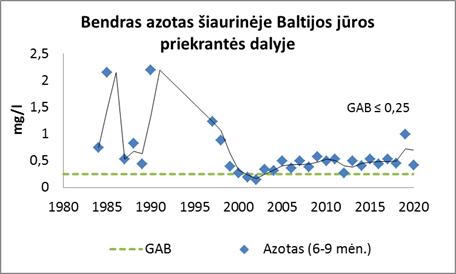 Bendras azotas šiaurinėje Baltijos jūros
priekrantės dalyje
2,5
2
1,5
1
0,5
0
mg/l
GAB ≤ 0,25
1980 1985 1990 1995 2000 2005 2010 2015 2020
GAB Azotas (6-9 mėn.)